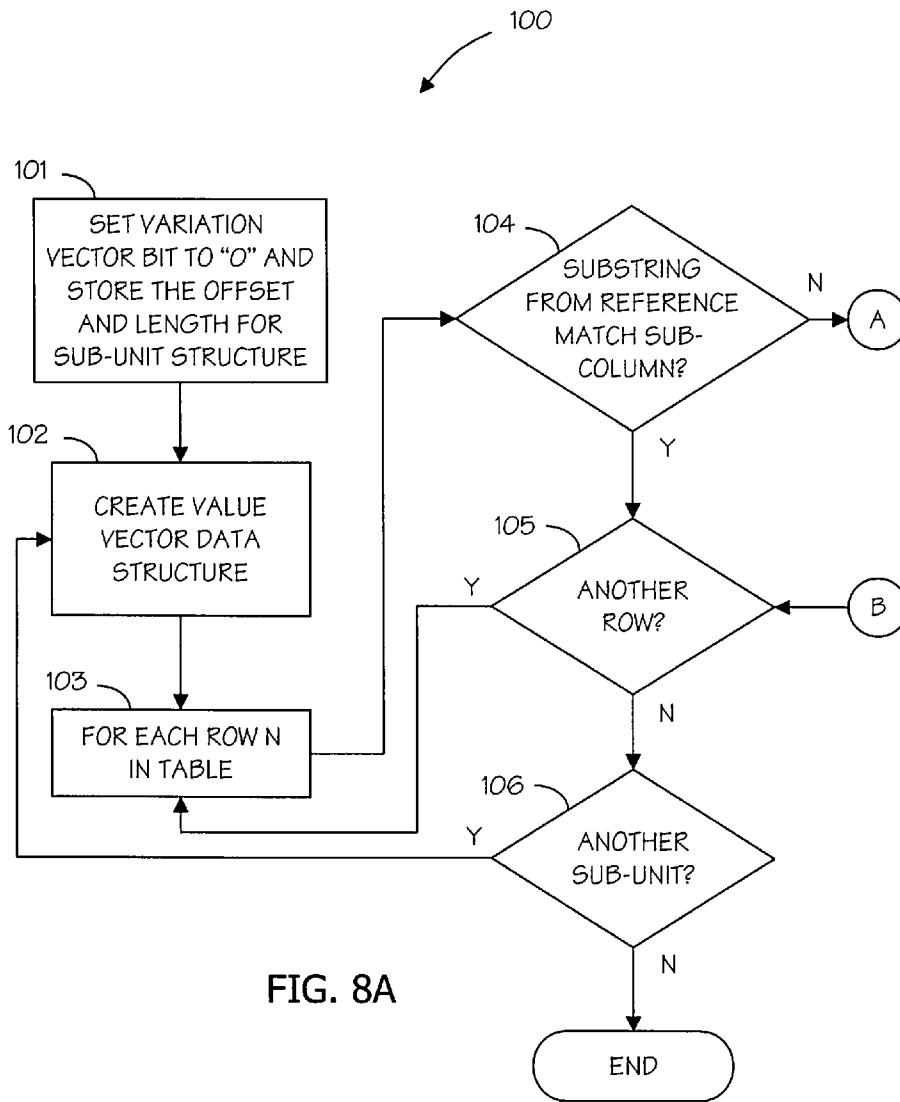 100
101
SET VARIATION
VECTOR BIT TO "0" AND
STORE THE OFFSET
AND LENGTH FOR
SUB-UNIT STRUCTURE
102
CREATE VALUE
VECTOR DATA
STRUCTURE
103
FOR EACH ROW N
IN TABLE
104
SUBSTRING
FROM REFERENCE
MATCH SUB-
COLUMN?
N
A
Y
105
ANOTHER
ROW?
Y
B
N
106
ANOTHER
SUB-UNIT?
Y
N
END
FIG. 8A